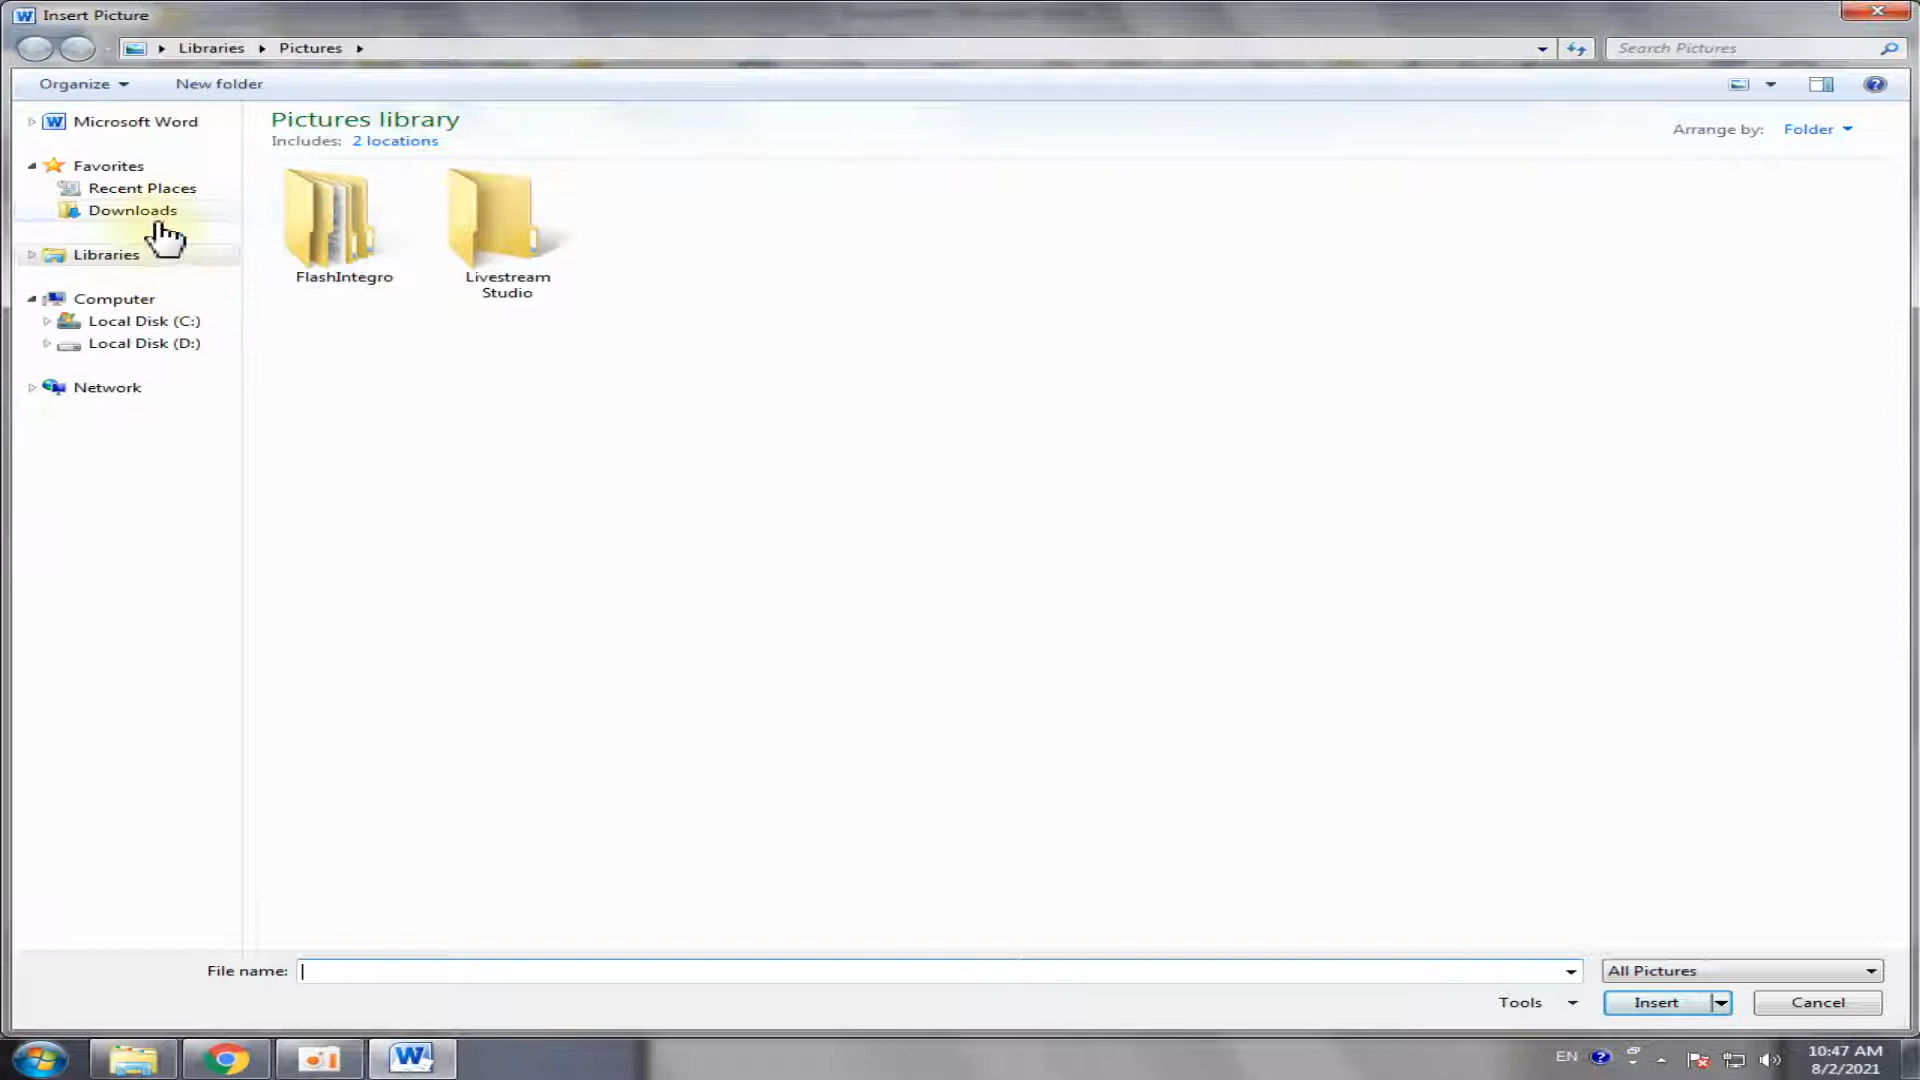 Insert Picture
Libraries Pictures
Search Pictures
Organize New folder
Microsoft Word
Favorites
Recent Places
Downloads
Libraries
Computer
Local Disk (C:)
Local Disk (D:)
Network
Pictures library
Includes: 2 locations
Arrange by: Folder
FlashIntegro
Livestream
Studio
File name:
All Pictures
Tools Insert Cancel
EN
10:47 AM
8/2/2021